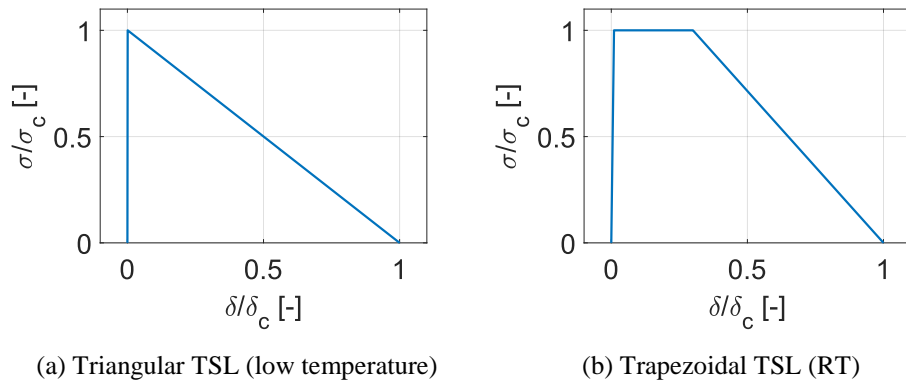 1
0.5
0
σ/σc [-]
0
0.5
1
δ/δc [-]
(a) Triangular TSL (low temperature)
1
0.5
0
σ/σc [-]
0
0.5
1
δ/δc [-]
(b) Trapezoidal TSL (RT)